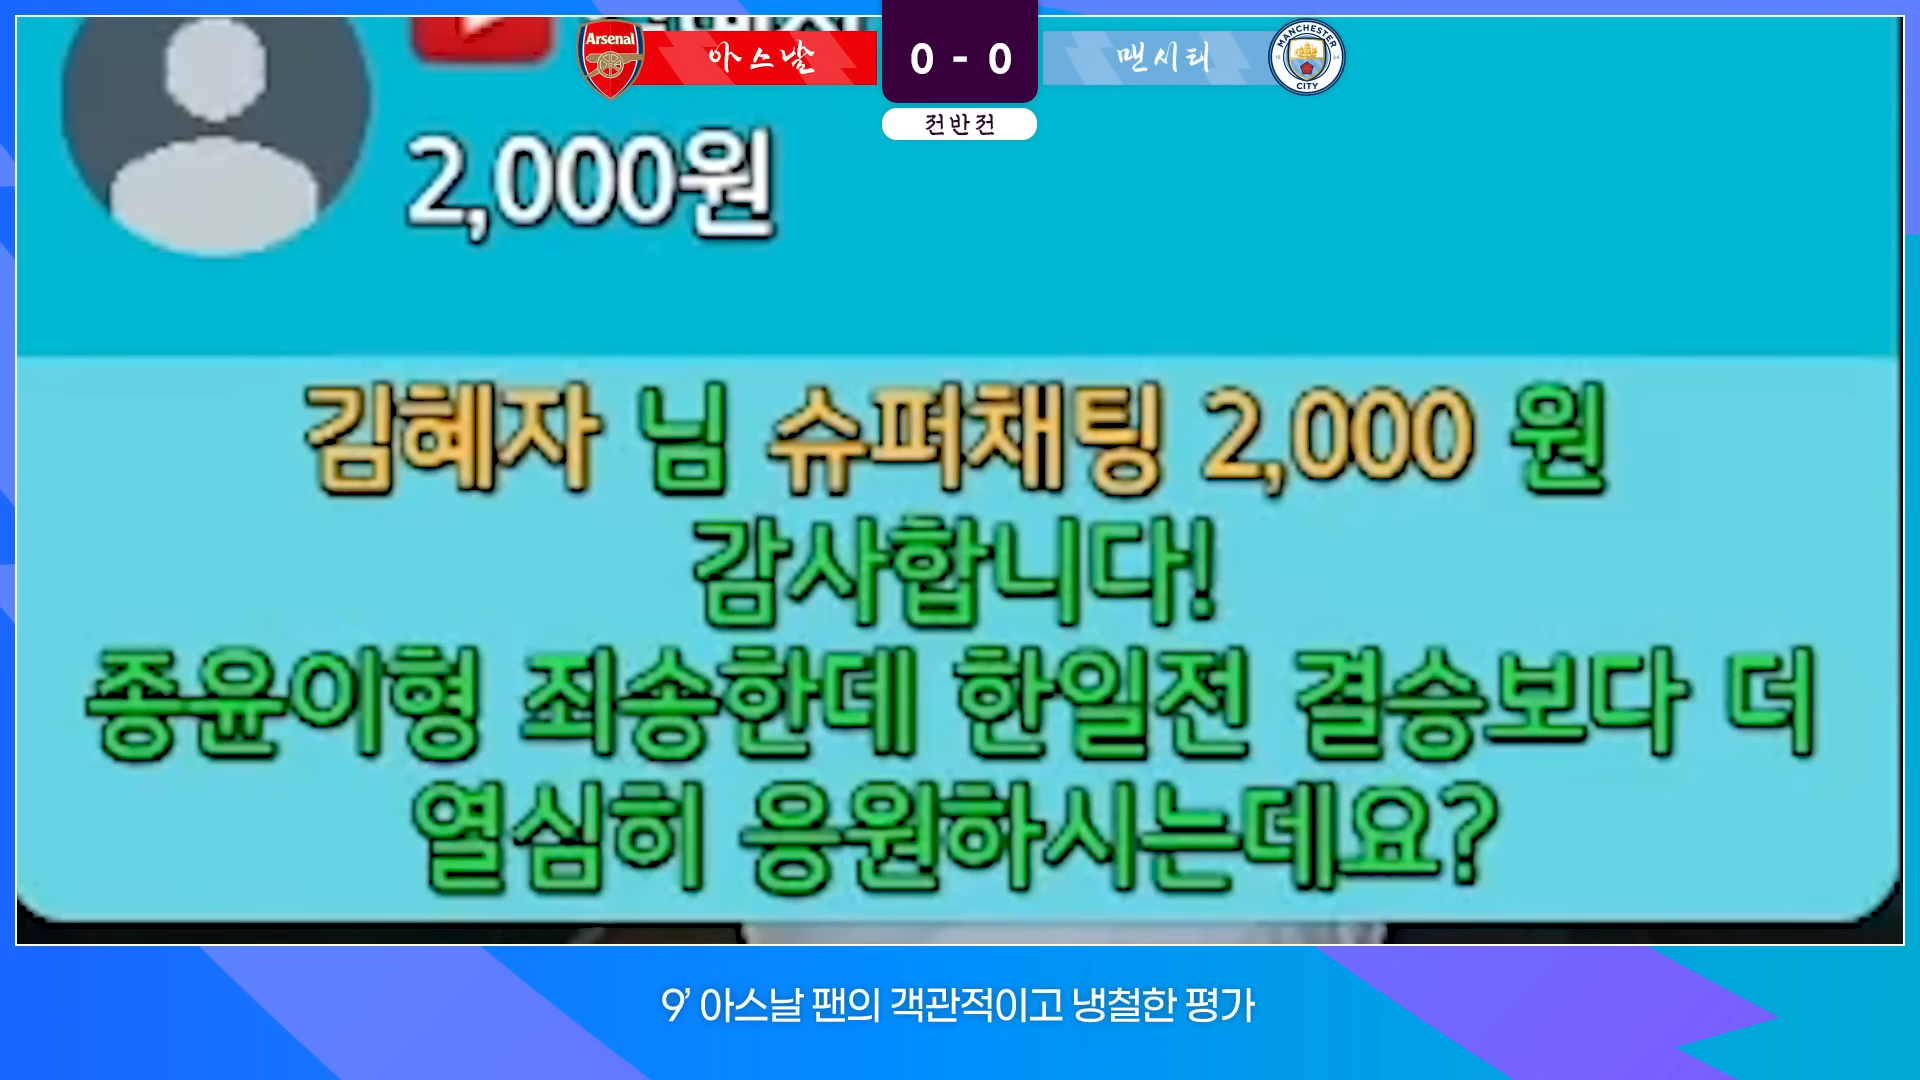 Arsenal
아스날
0 - 0
맨시티
MANCHESTER
CITY
전반전
2,000원
김혜자 님 슈퍼채팅 2,000 원
감사합니다!
종윤이형 죄송한데 한일전 결승보다 더
열심히 응원하시는데요?
9’ 아스날 팬의 객관적이고 냉철한 평가